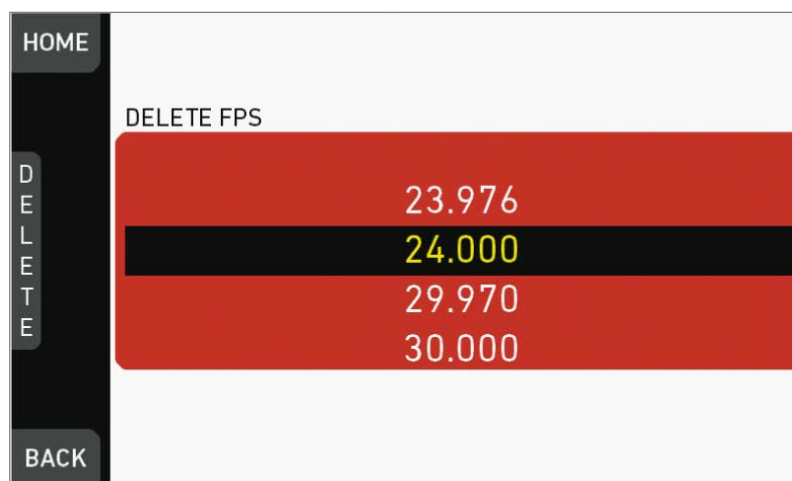 HOME
DELETE FPS
DELETE
23.976
24.000
29.970
30.000
BACK